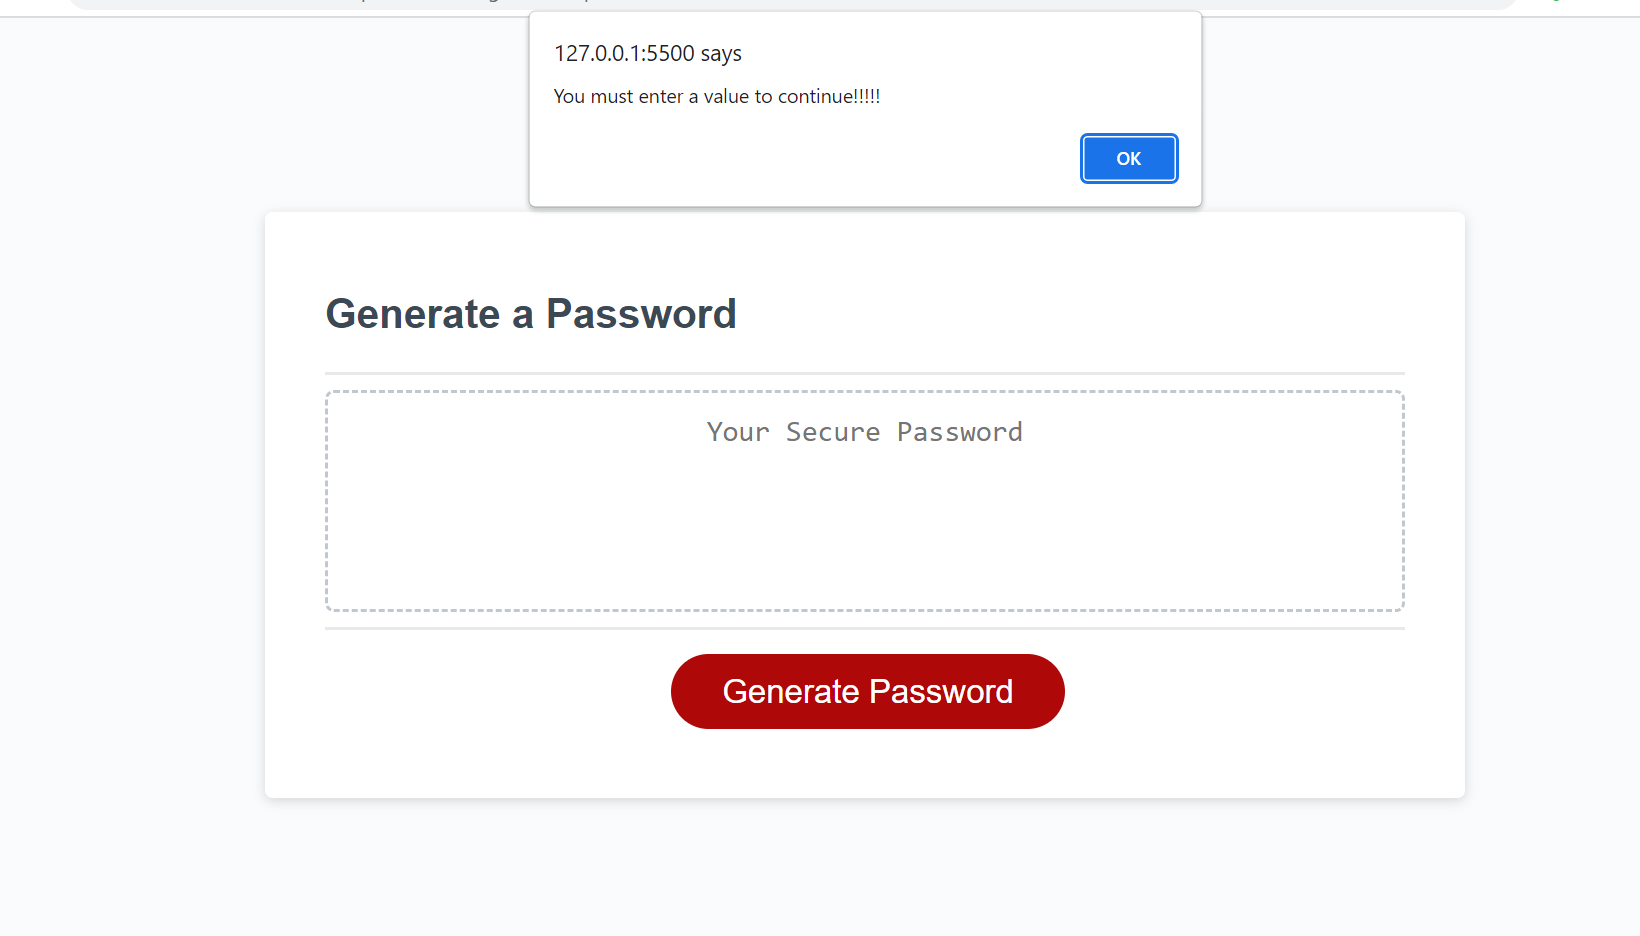 127.0.0.1:5500 says
You must enter a value to continue!!!!!
OK
Generate a Password
Your Secure Password
Generate Password